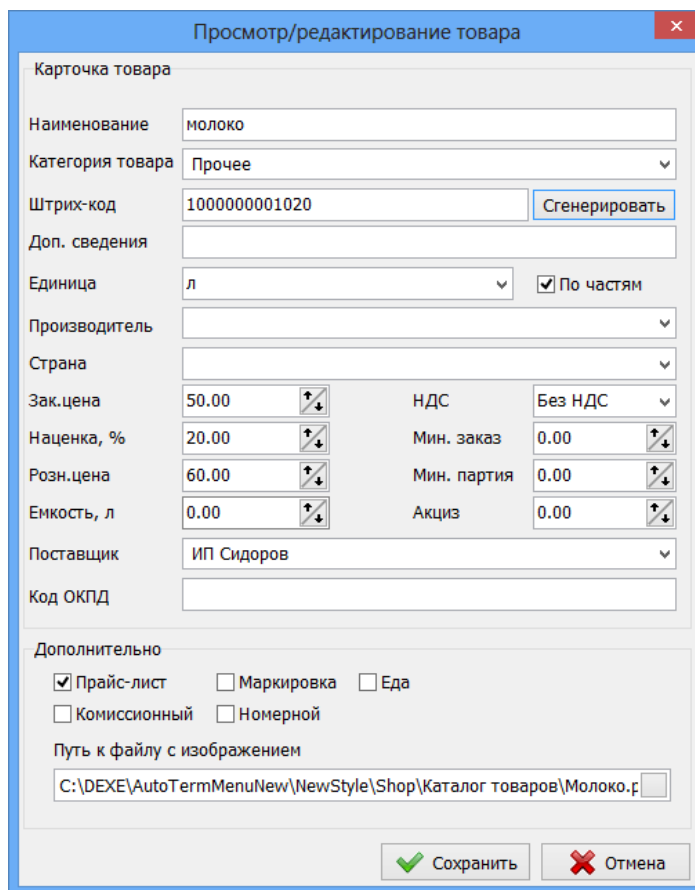 Просмотр/редактирование товара
Карточка товара
Наименование молоко
Категория товара Прочее
Штрих-код 1000000001020 Сгенерировать
Доп. сведения
Единица л По частям
Производитель
Страна
Зак.цена 50.00 НДС Без НДС
Наценка, % 20.00 Мин. заказ 0.00
Розн.цена 60.00 Мин. партия 0.00
Емкость, л 0.00 Акциз 0.00
Поставщик ИП Сидоров
Код ОКПД
Дополнительно
Прайс-лист Маркировка Еда
Комиссионный Номерной
Путь к файлу с изображением
C:\DEXE\AutoTermMenuNew\NewStyle\Shop\Каталог товаров\Молоко.p
Сохранить Отмена